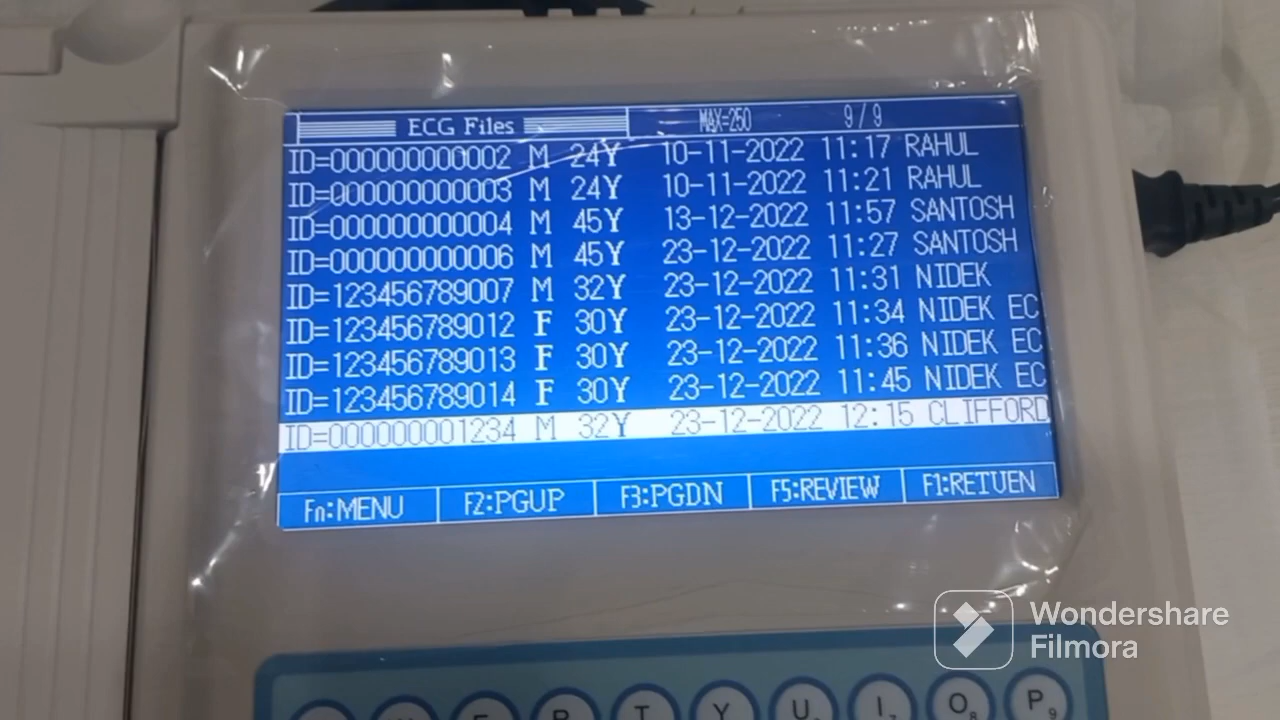 ECG Files MAX=250 9/9
ID=000000000002 M 24Y 10-11-2022 11:17 RAHUL
ID=000000000003 M 24Y 10-11-2022 11:21 RAHUL
ID=000000000004 M 45Y 13-12-2022 11:57 SANTOSH
ID=000000000006 M 45Y 23-12-2022 11:27 SANTOSH
ID=123456789007 M 32Y 23-12-2022 11:31 NIDEK
ID=123456789012 F 30Y 23-12-2022 11:34 NIDEK EC
ID=123456789013 F 30Y 23-12-2022 11:36 NIDEK EC
ID=123456789014 F 30Y 23-12-2022 11:45 NIDEK EC
ID=000000001234 M 32Y 23-12-2022 12:15 CLIFFORD
Fn:MENU F2:PGUP F3:PGDN F5:REVIEW F1:RETUEN
Wondershare
Filmora
T Y U I O 8 P 9